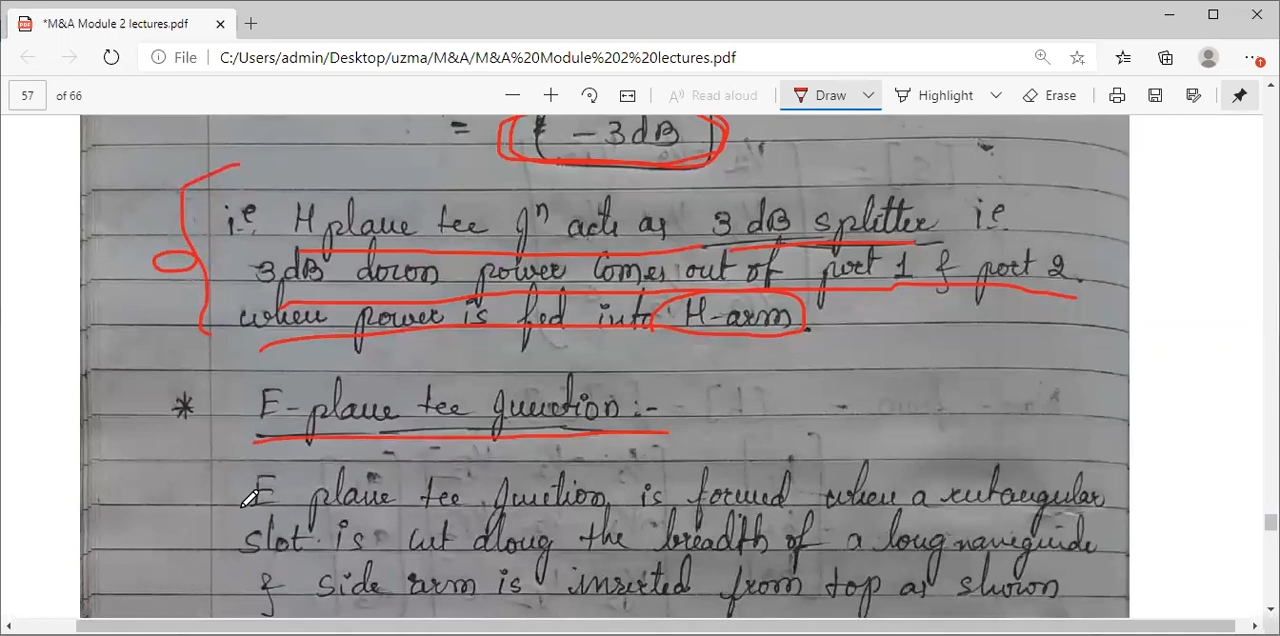 *M&A Module 2 lectures.pdf
File C:/Users/admin/Desktop/uzma/M&A/M&A%20Module%202%20lectures.pdf
57 of 66 Read aloud Draw Highlight Erase
= - 3dB
i.e. H plane tee jn acts as 3 dB splitter i.e
3dB down power comes out of port 1 & port 2
when power is fed into H-arm.
* E-plane tee junction :-
E plane tee junction is formed when a rectangular
slot is cut along the breadth of a long waveguide
& side arm is inserted from top as shown